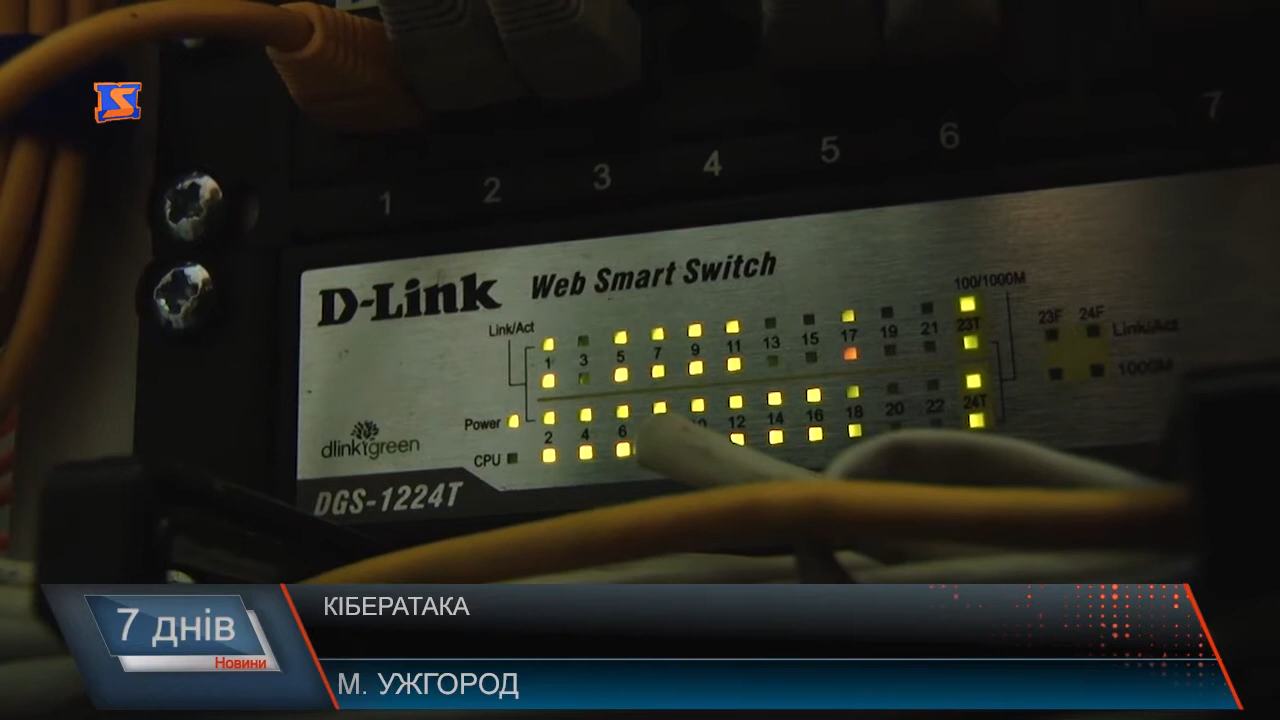 1 2 3 4 5 6 7
D-Link Web Smart Switch
100/1000M
Link/Act
1 3 5 7 9 11 13 15 17 19 21 23T
23F 24F
Link/Act
1000M
Power
2 4 6 12 14 16 18 20 22 24T
CPU
dlinkgreen
DGS-1224T
7 днів
Новини
КІБЕРАТАКА
М. УЖГОРОД